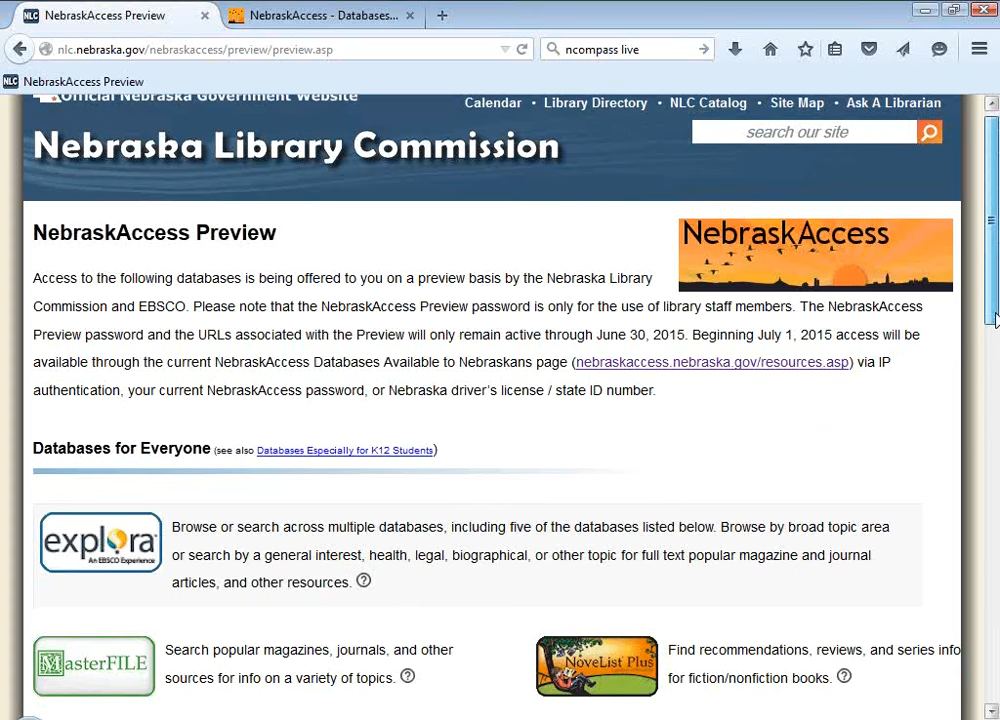 NebraskAccess Preview
NebraskAccess - Databases...
nlc.nebraska.gov/nebraskaccess/preview/preview.asp
ncompass live
NLC NebraskAccess Preview
Official Nebraska Government Website
Calendar • Library Directory • NLC Catalog • Site Map • Ask A Librarian
search our site
Nebraska Library Commission
NebraskAccess Preview
NebraskAccess
Access to the following databases is being offered to you on a preview basis by the Nebraska Library
Commission and EBSCO. Please note that the NebraskAccess Preview password is only for the use of library staff members. The NebraskAccess
Preview password and the URLs associated with the Preview will only remain active through June 30, 2015. Beginning July 1, 2015 access will be
available through the current NebraskAccess Databases Available to Nebraskans page (nebraskaccess.nebraska.gov/resources.asp) via IP
authentication, your current NebraskAccess password, or Nebraska driver's license / state ID number.
Databases for Everyone (see also Databases Especially for K12 Students)
explora
An EBSCO Experience
Browse or search across multiple databases, including five of the databases listed below. Browse by broad topic area
or search by a general interest, health, legal, biographical, or other topic for full text popular magazine and journal
articles, and other resources. ?
MasterFILE
Search popular magazines, journals, and other
sources for info on a variety of topics. ?
NoveList Plus
Find recommendations, reviews, and series info
for fiction/nonfiction books. ?